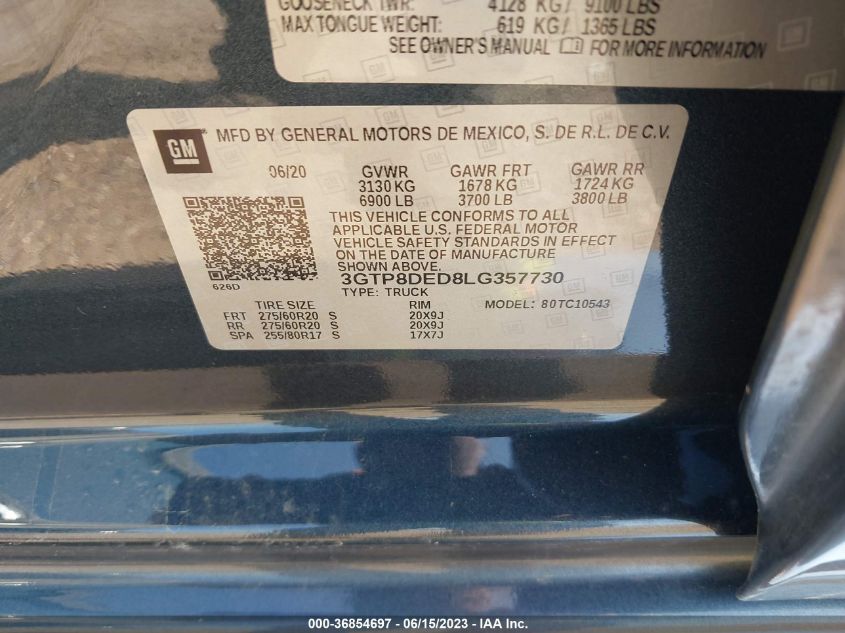 GOOSENECK TWR: 4128 KG/ 9100 LBS
MAX TONGUE WEIGHT: 619 KG/ 1365 LBS
SEE OWNER'S MANUAL FOR MORE INFORMATION
GM MFD BY GENERAL MOTORS DE MEXICO, S. DE R.L. DE C.V.
06/20 GVWR GAWR FRT GAWR RR
3130 KG 1678 KG 1724 KG
6900 LB 3700 LB 3800 LB
THIS VEHICLE CONFORMS TO ALL
APPLICABLE U.S. FEDERAL MOTOR
VEHICLE SAFETY STANDARDS IN EFFECT
ON THE DATE OF MANUFACTURE
SHOWN ABOVE.
626D 3GTP8DED8LG357730
TYPE: TRUCK MODEL: 80TC10543
TIRE SIZE RIM
FRT 275/60R20 S 20X9J
RR 275/60R20 S 20X9J
SPA 255/80R17 S 17X7J
000-36854697 - 06/15/2023 - IAA Inc.